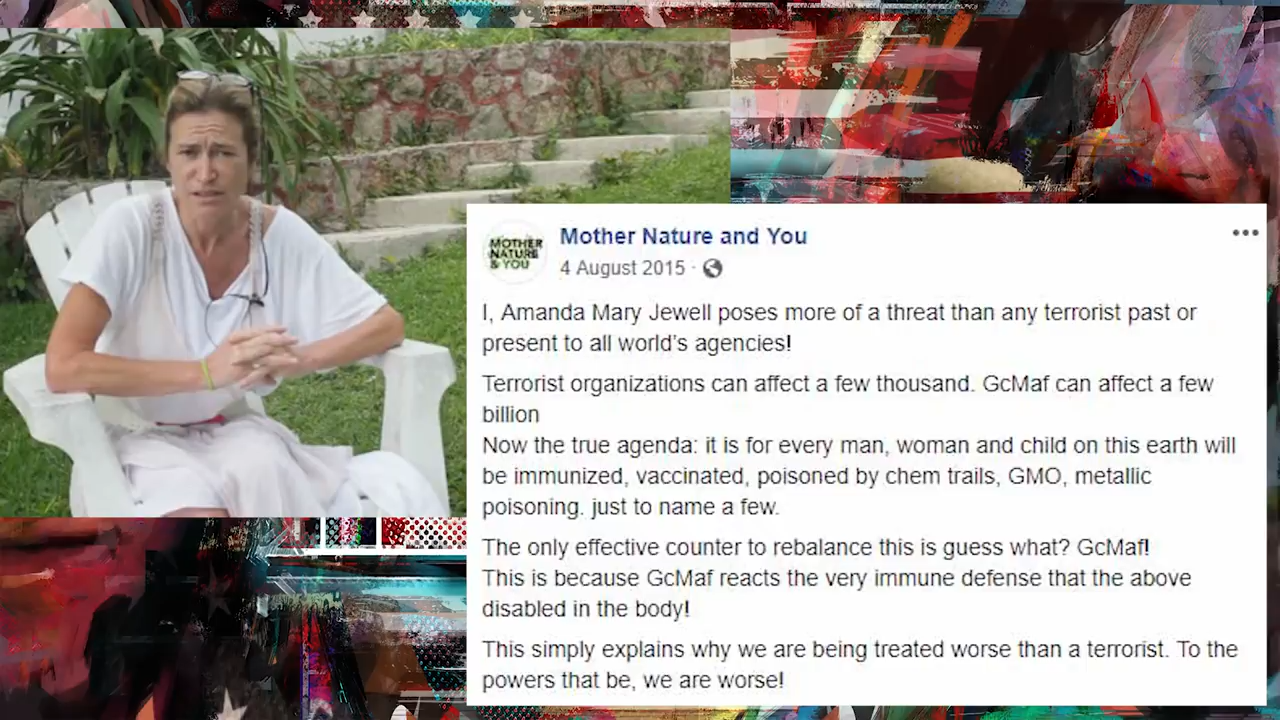 MOTHER
NATURE
& YOU
Mother Nature and You
4 August 2015 ·
I, Amanda Mary Jewell poses more of a threat than any terrorist past or
present to all world's agencies!
Terrorist organizations can affect a few thousand. GcMaf can affect a few
billion
Now the true agenda: it is for every man, woman and child on this earth will
be immunized, vaccinated, poisoned by chem trails, GMO, metallic
poisoning. just to name a few.
The only effective counter to rebalance this is guess what? GcMaf!
This is because GcMaf reacts the very immune defense that the above
disabled in the body!
This simply explains why we are being treated worse than a terrorist. To the
powers that be, we are worse!